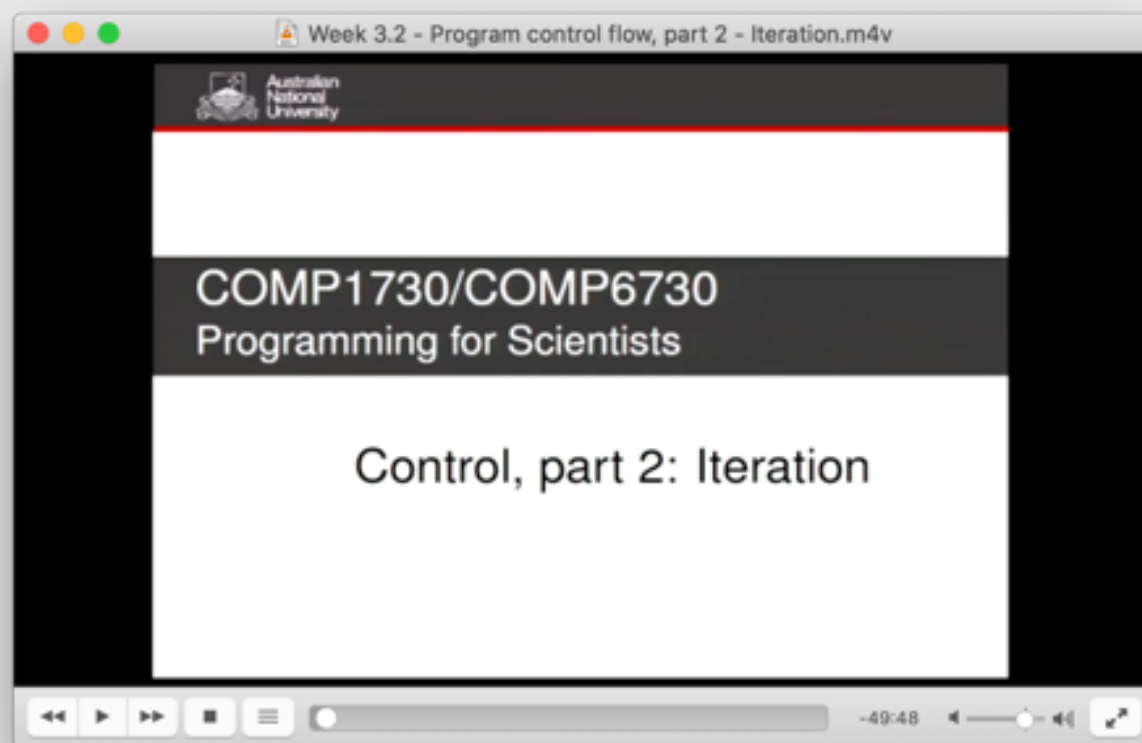 Week 3.2 - Program control flow, part 2 - Iteration.m4v
Australian
National
University
COMP1730/COMP6730
Programming for Scientists
Control, part 2: Iteration
-49:48